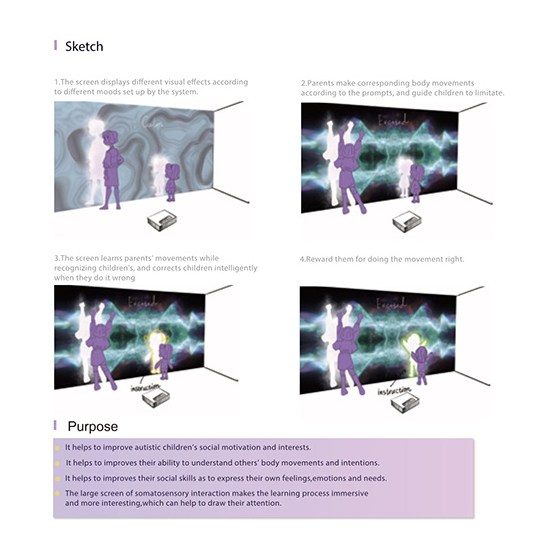 Sketch
1.The screen displays different visual effects according
to different moods set up by the system.
2.Parents make corresponding body movements
according to the prompts, and guide children to limitate.
Calm
3.The screen learns parents' movements while
recognizing children's, and corrects children intelligently
when they do it wrong
4.Reward them for doing the movement right.
instruction
instruction
Purpose
It helps to improve autistic children's social motivation and interests.
It helps to improves their ability to understand others' body movements and intentions.
It helps to improves their social skills as to express their own feelings,emotions and needs.
The large screen of somatosensory interaction makes the learning process immersive
and more interesting,which can help to draw their attention.